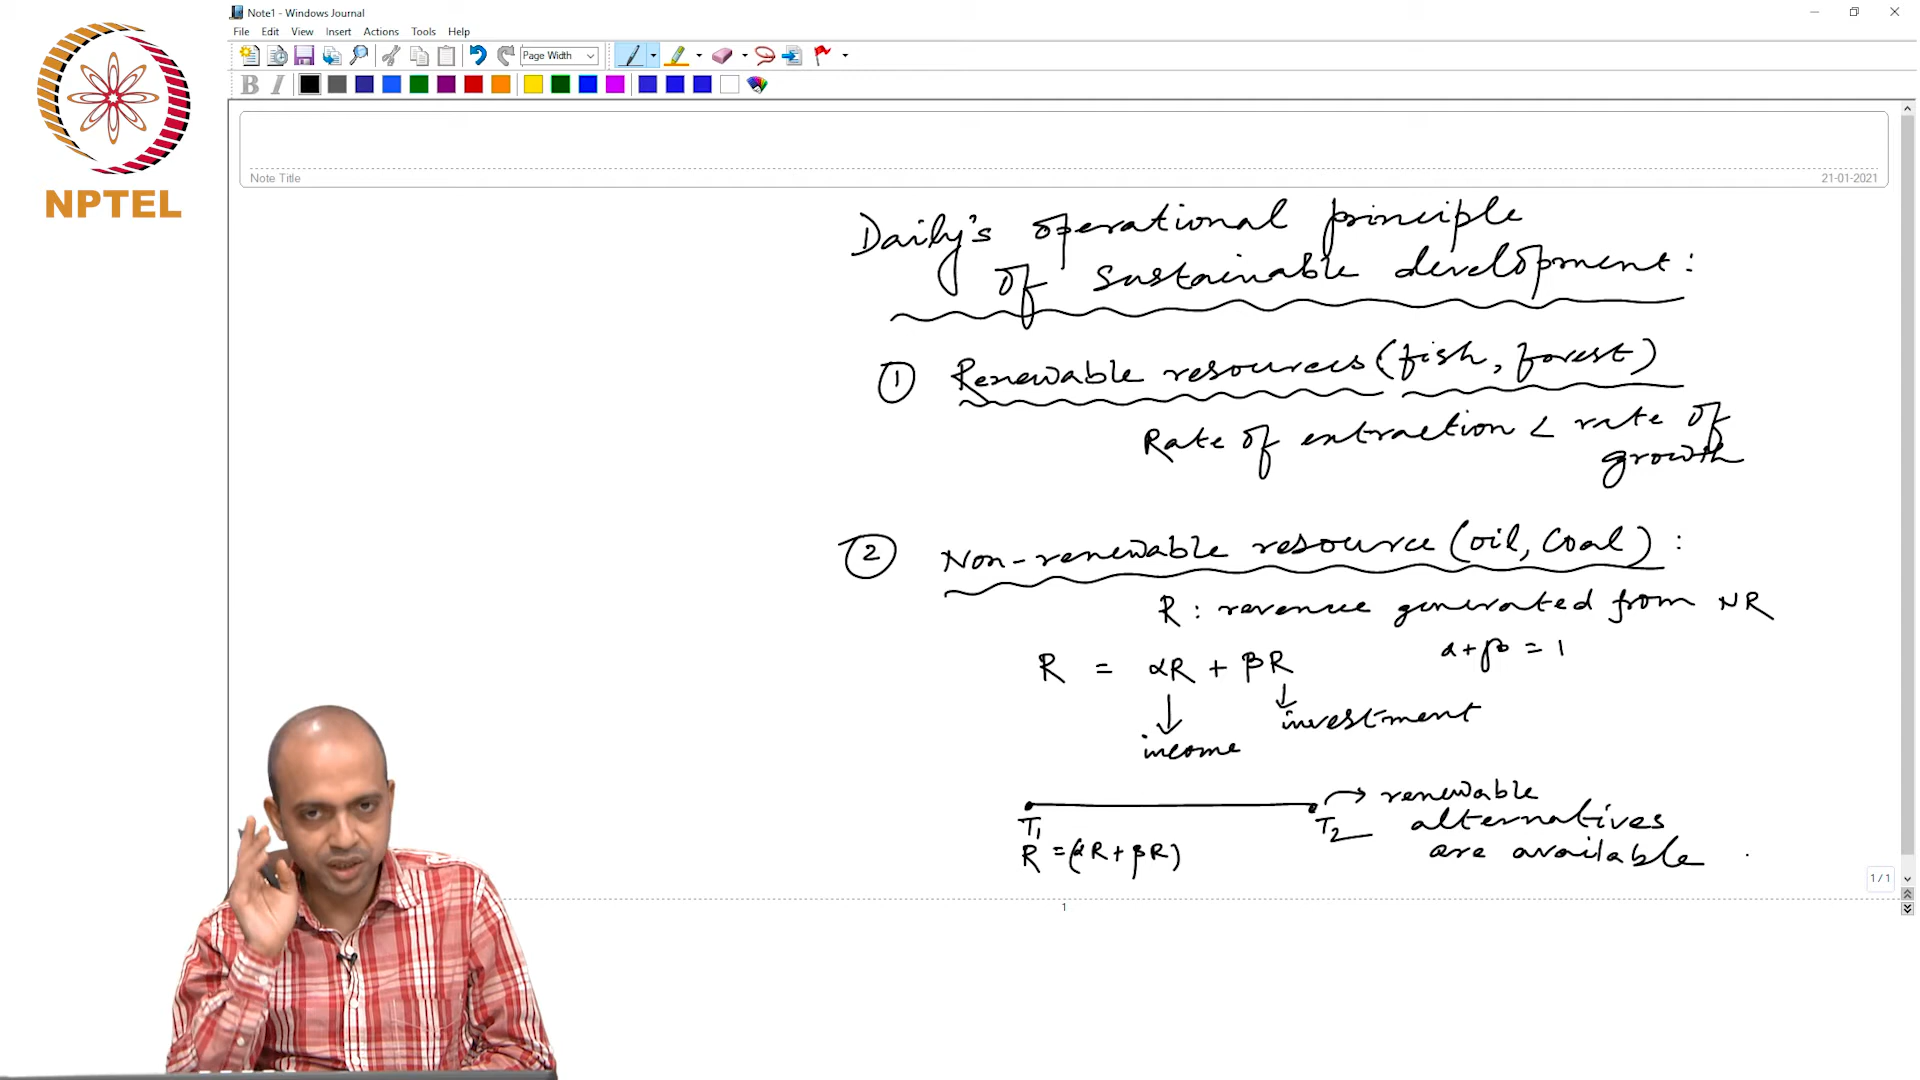 Note1 - Windows Journal
File Edit View Insert Actions Tools Help
Page Width
B I
NPTEL
Note Title
21-01-2021
Daily's operational principle
of sustainable development:
① Renewable resources (fish, forest)
Rate of extraction < rate of
growth
② Non-renewable resource (oil, coal) :
R : revenue generated from NR
α + β = 1
R = αR + βR
investment
income
renewable
T1 T2 alternatives
R = (αR + βR) are available
1 / 1
1